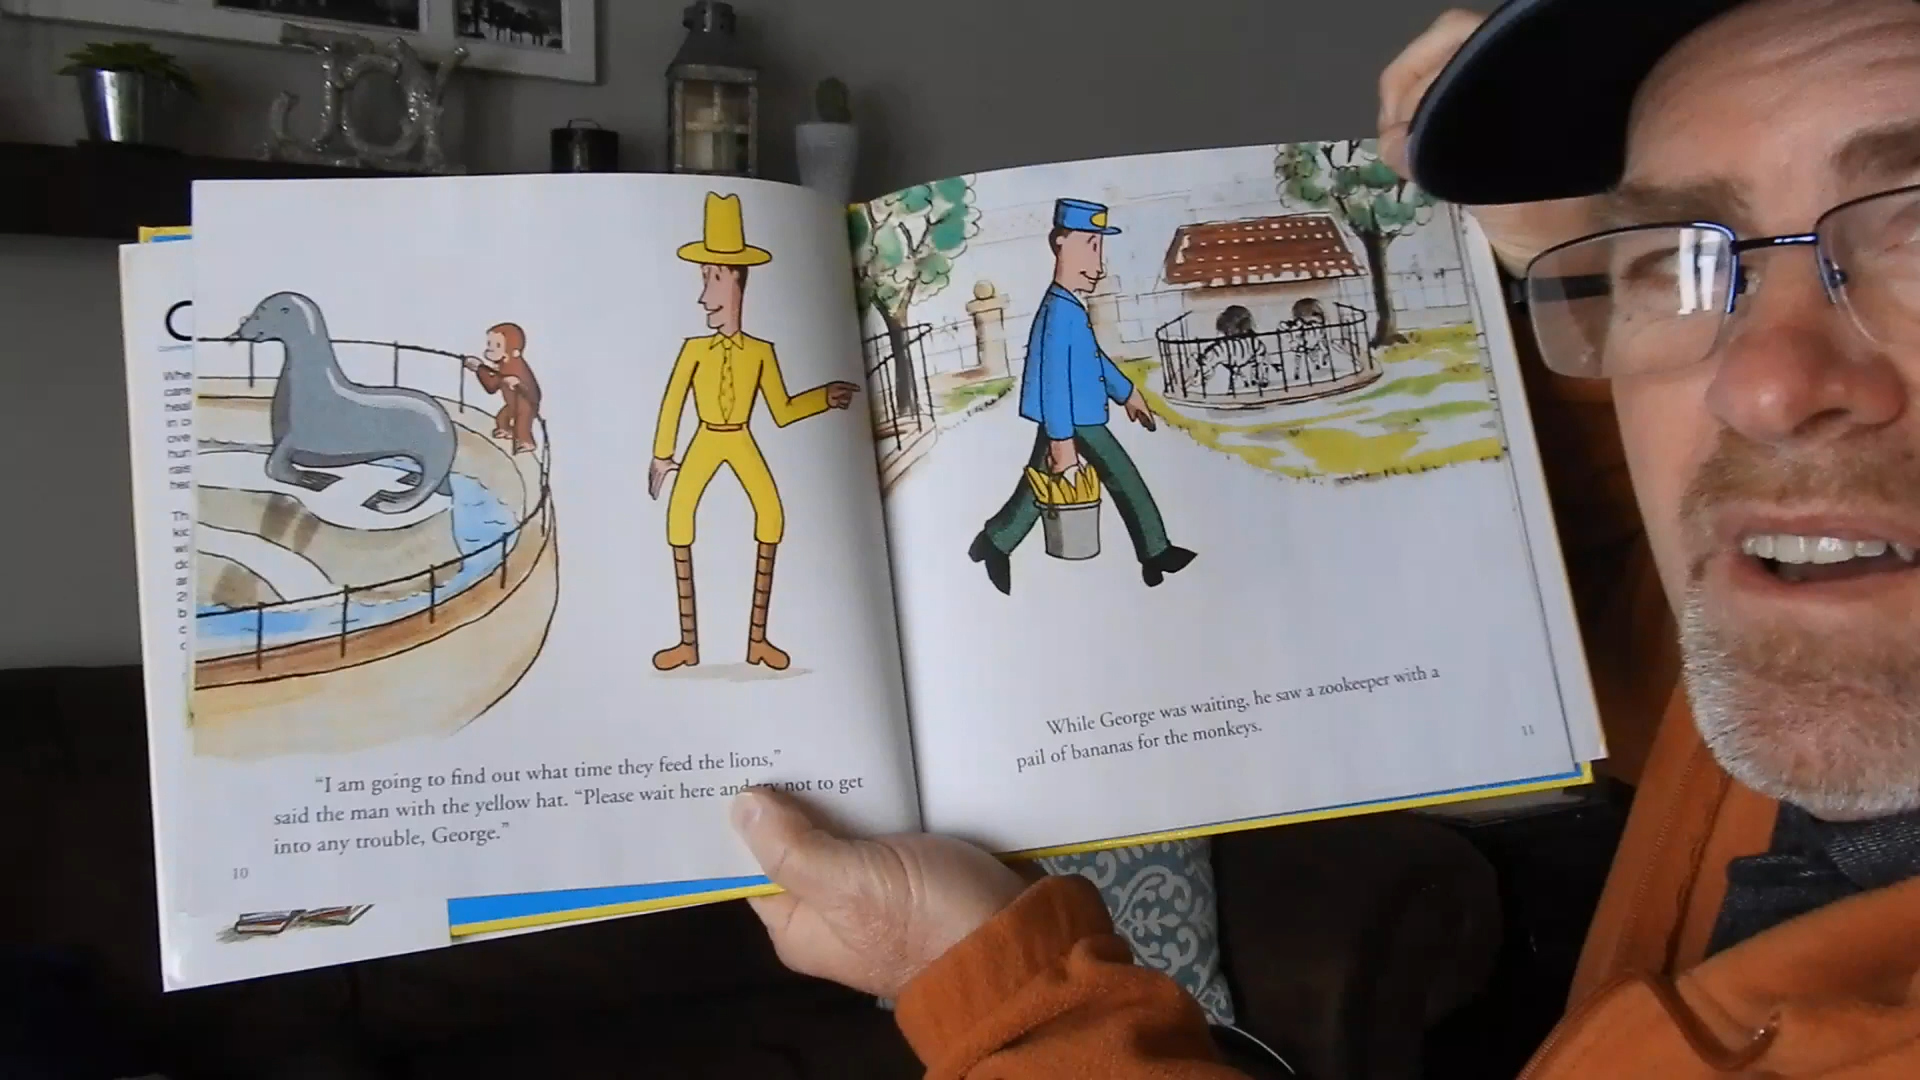 JOY
"I am going to find out what time they feed the lions,"
said the man with the yellow hat. "Please wait here and not to get
into any trouble, George."
10
While George was waiting, he saw a zookeeper with a
pail of bananas for the monkeys.
11